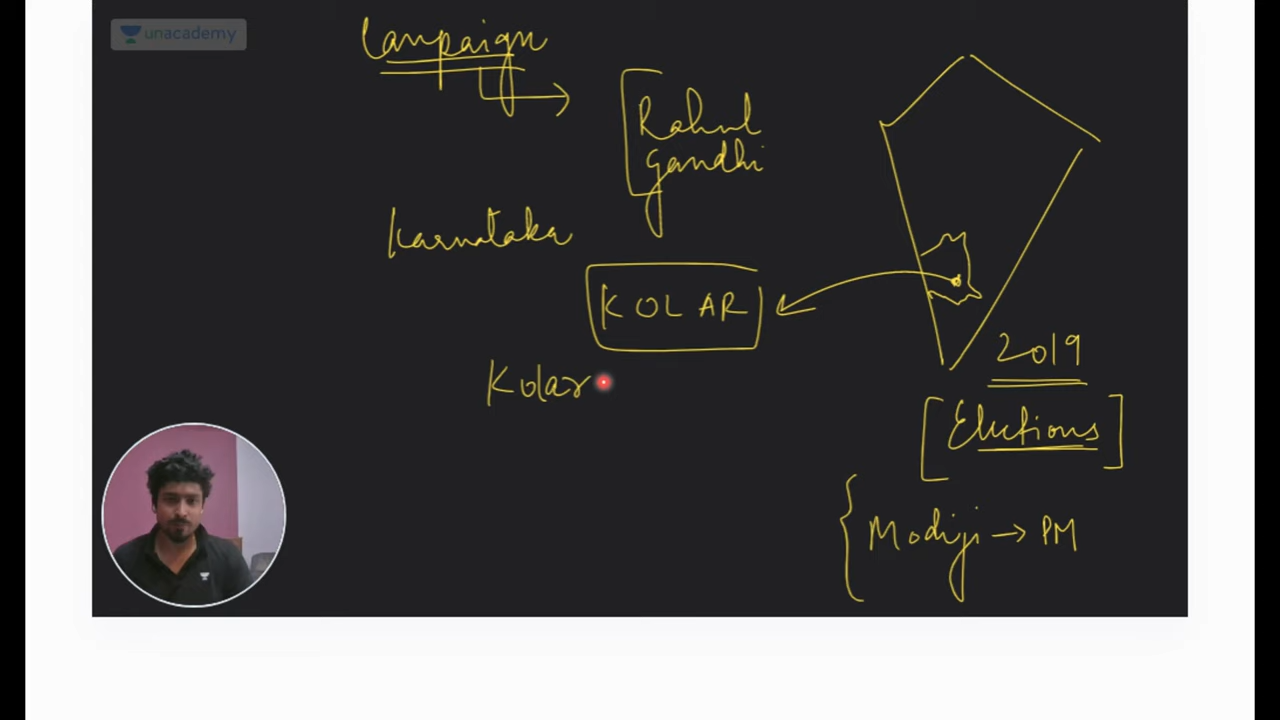 unacademy
Campaign
Rahul
Gandhi
Karnataka
KOLAR
Kolar
2019
[Elections]
Modiji → PM